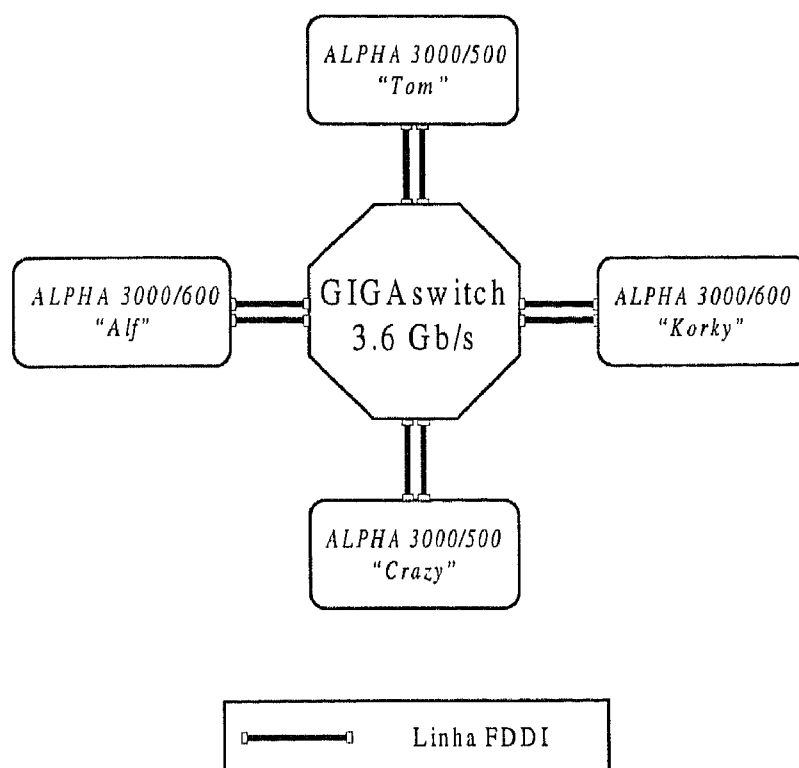 ALPHA 3000/500
“Tom”
ALPHA 3000/600
“Alf”
GIGAswitch
3.6 Gb/s
ALPHA 3000/600
“Korky”
ALPHA 3000/500
“Crazy”
Linha FDDI